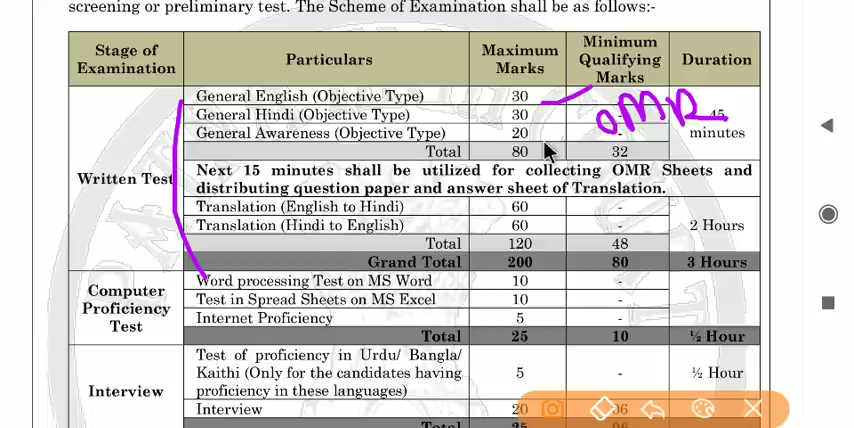 screening or preliminary test. The Scheme of Examination shall be as follows:-
Stage of Examination Particulars Maximum Marks Minimum Qualifying Marks Duration
Written Test
General English (Objective Type) 30 -
General Hindi (Objective Type) 30 - 45 minutes
General Awareness (Objective Type) 20 -
Total 80 32
OMR
Next 15 minutes shall be utilized for collecting OMR Sheets and
distributing question paper and answer sheet of Translation.
Translation (English to Hindi) 60 -
Translation (Hindi to English) 60 - 2 Hours
Total 120 48
Grand Total 200 80 3 Hours
Computer Proficiency Test
Word processing Test on MS Word 10 -
Test in Spread Sheets on MS Excel 10 -
Internet Proficiency 5 -
Total 25 10 ½ Hour
Interview
Test of proficiency in Urdu/ Bangla/
Kaithi (Only for the candidates having 5 - ½ Hour
proficiency in these languages)
Interview 20 06
Total 25 06